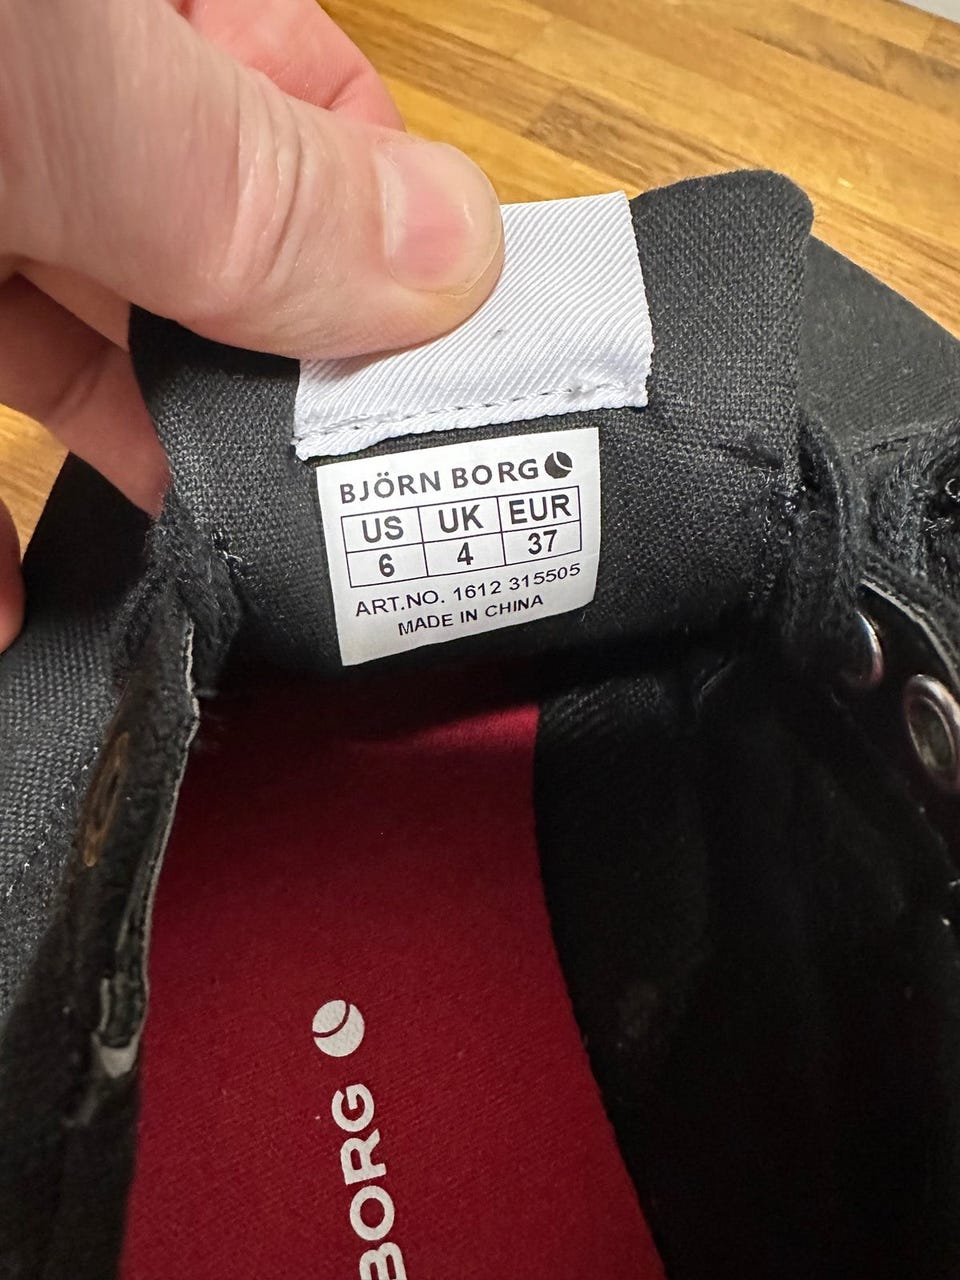 BJÖRN BORG
US UK EUR
6 4 37
ART.NO. 1612 315505
MADE IN CHINA
BORG